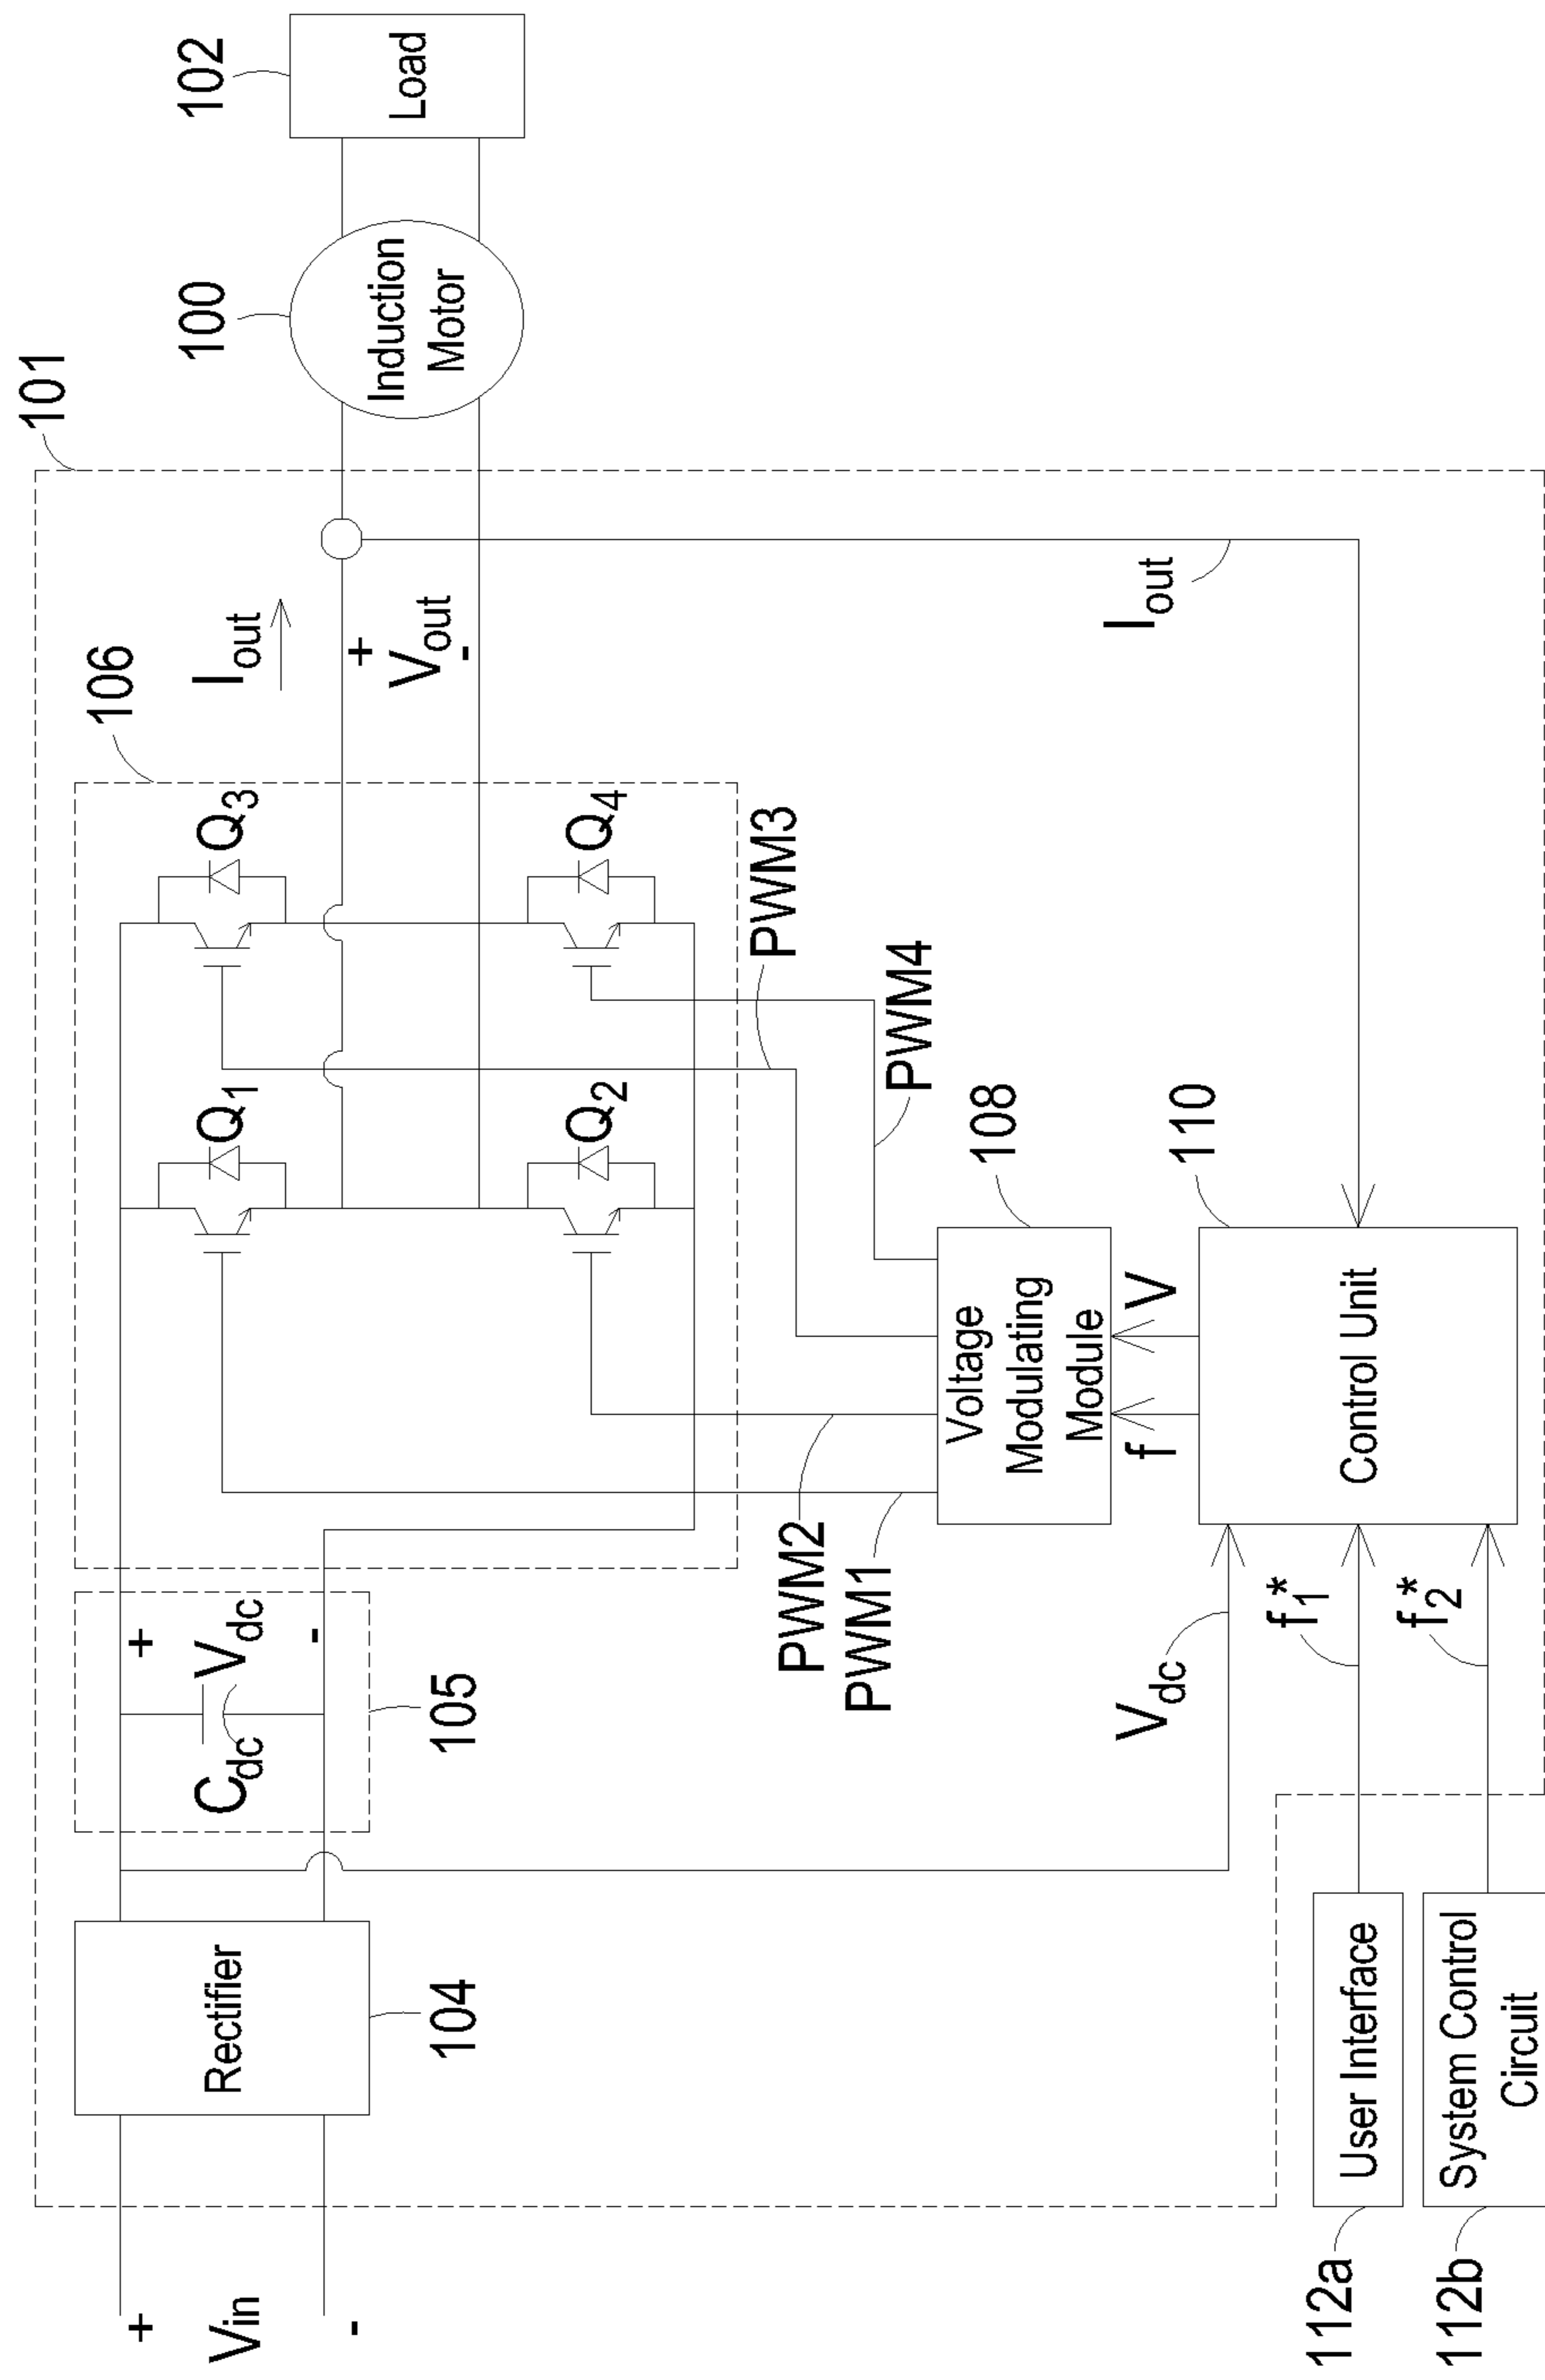 101
106
102
100
Load
Induction
Motor
Iout
+
Vout
-
Q1
Q3
Q2
Q4
+
Vin
-
Rectifier
104
+
Cdc
Vdc
-
105
PWM3
PWM4
PWM2
PWM1
Voltage
Modulating
Module
108
f
V
Control Unit
110
Iout
Vdc
f1*
f2*
User Interface
112a
System Control
Circuit
112b